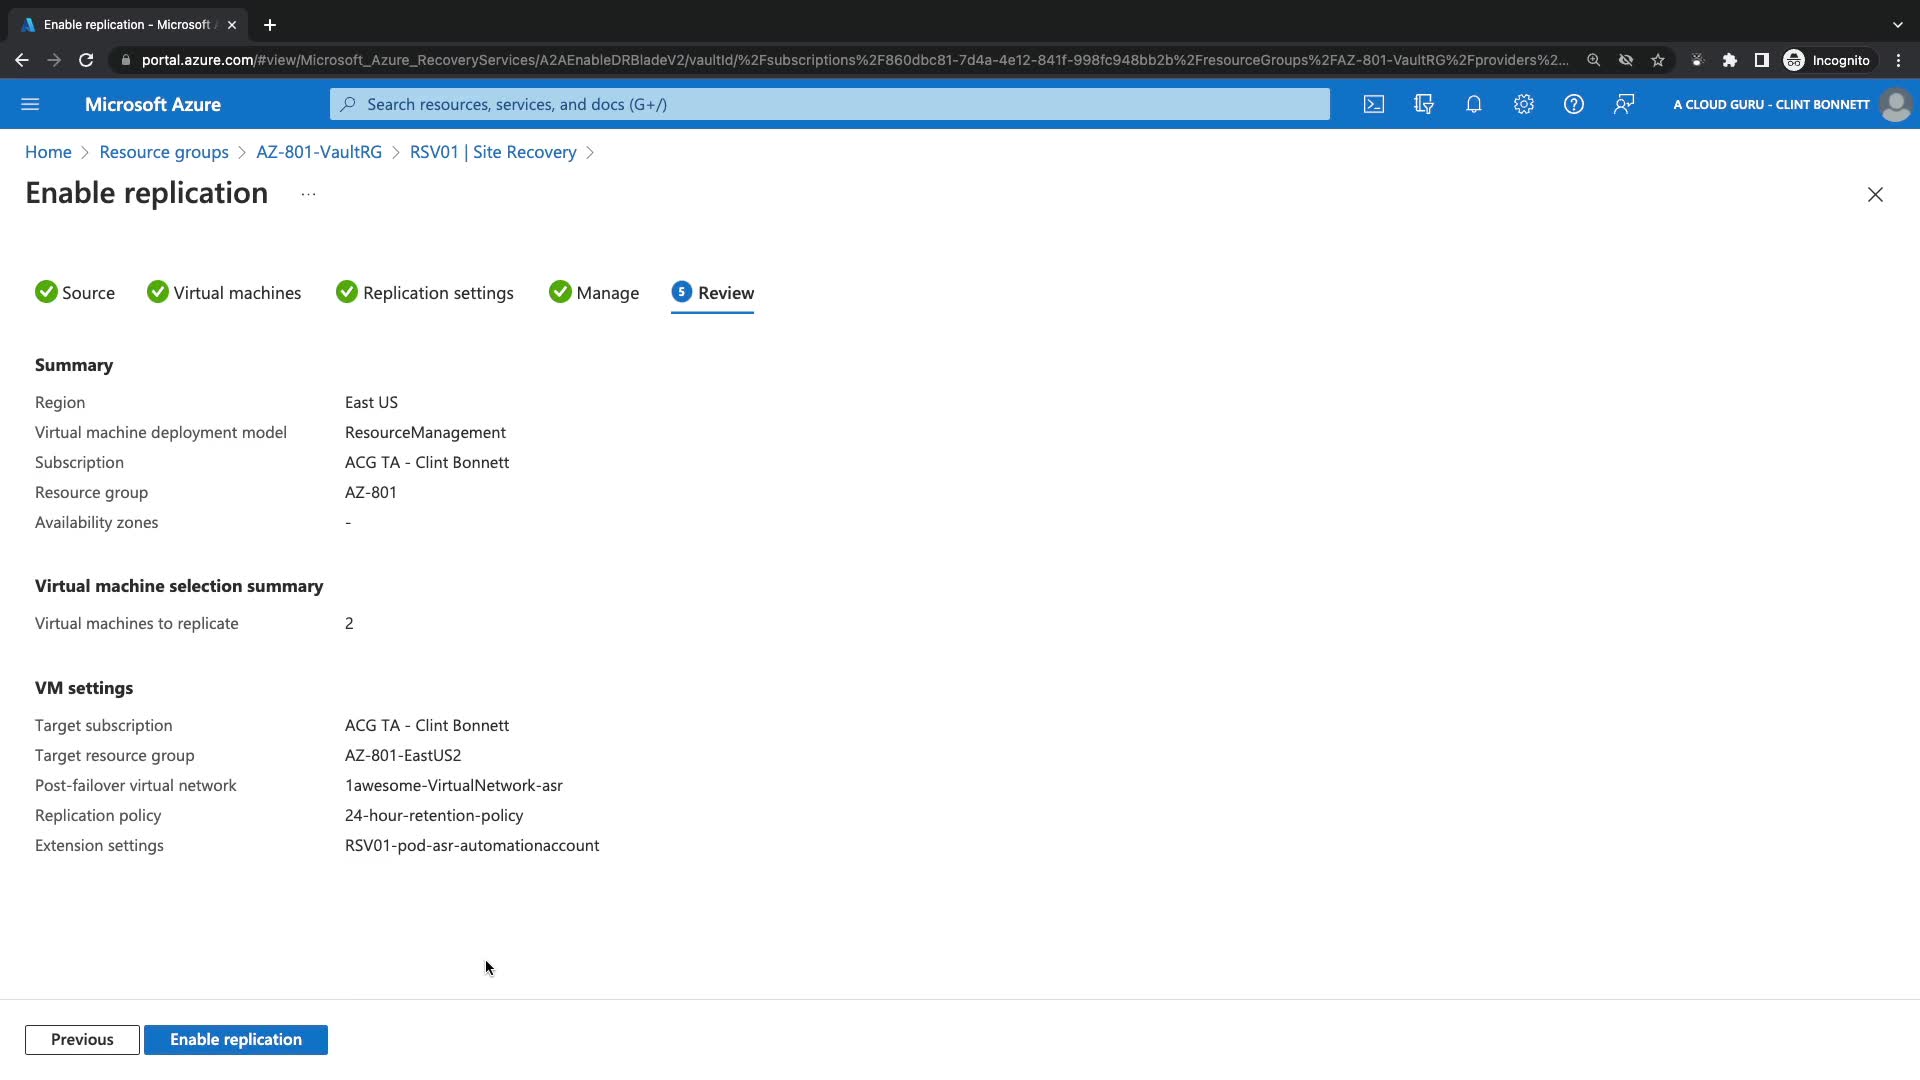 Enable replication - Microsoft A
portal.azure.com/#view/Microsoft_Azure_RecoveryServices/A2AEnableDRBladeV2/vaultId/%2Fsubscriptions%2F860dbc81-7d4a-4e12-841f-998fc948bb2b%2FresourceGroups%2FAZ-801-VaultRG%2Fproviders%2...
Incognito
Microsoft Azure
Search resources, services, and docs (G+/)
A CLOUD GURU - CLINT BONNETT
Home > Resource groups > AZ-801-VaultRG > RSV01 | Site Recovery >
Enable replication ...
Source
Virtual machines
Replication settings
Manage
5 Review
Summary
Region East US
Virtual machine deployment model ResourceManagement
Subscription ACG TA - Clint Bonnett
Resource group AZ-801
Availability zones -
Virtual machine selection summary
Virtual machines to replicate 2
VM settings
Target subscription ACG TA - Clint Bonnett
Target resource group AZ-801-EastUS2
Post-failover virtual network 1awesome-VirtualNetwork-asr
Replication policy 24-hour-retention-policy
Extension settings RSV01-pod-asr-automationaccount
Previous
Enable replication